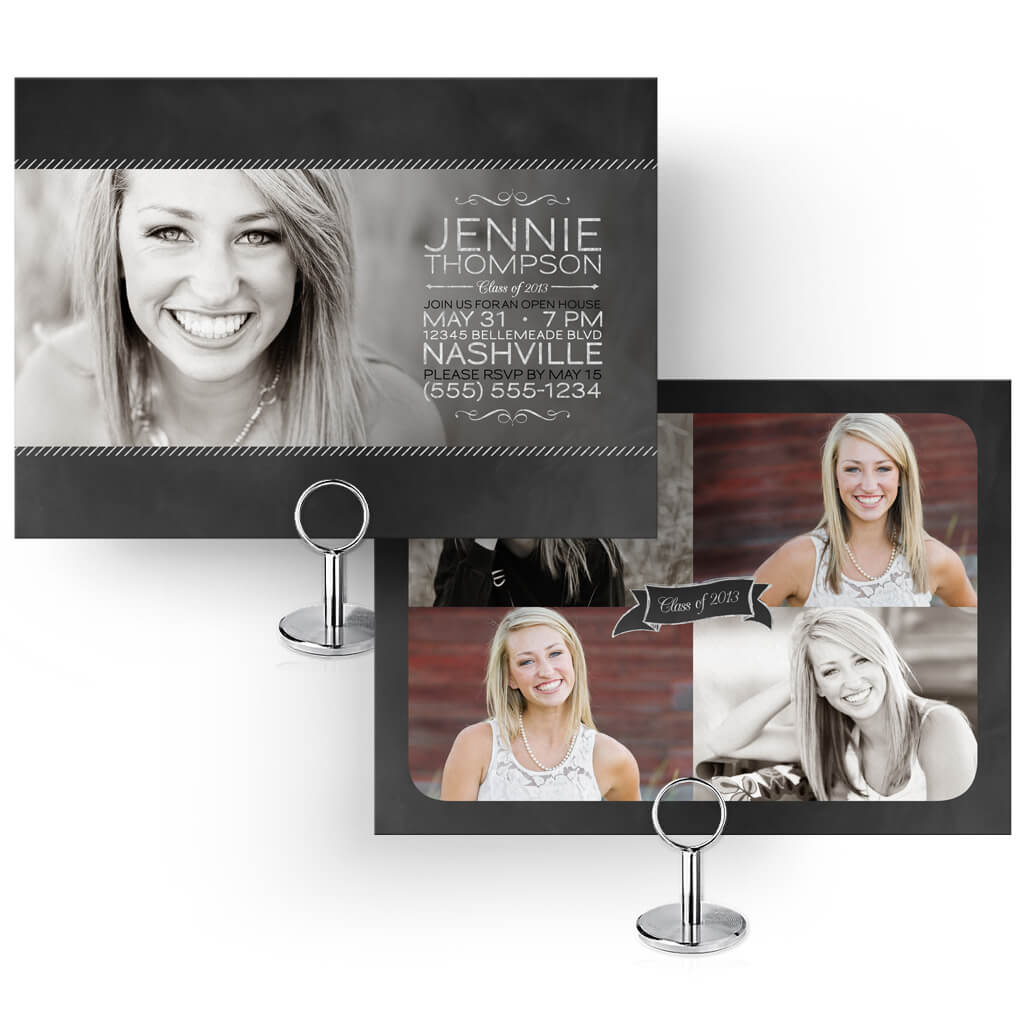 JENNIE
THOMPSON
Class of 2013
JOIN US FOR AN OPEN HOUSE
MAY 31 • 7 PM
12345 BELLEMEADE BLVD
NASHVILLE
PLEASE RSVP BY MAY 15
(555) 555-1234
Class of 2013